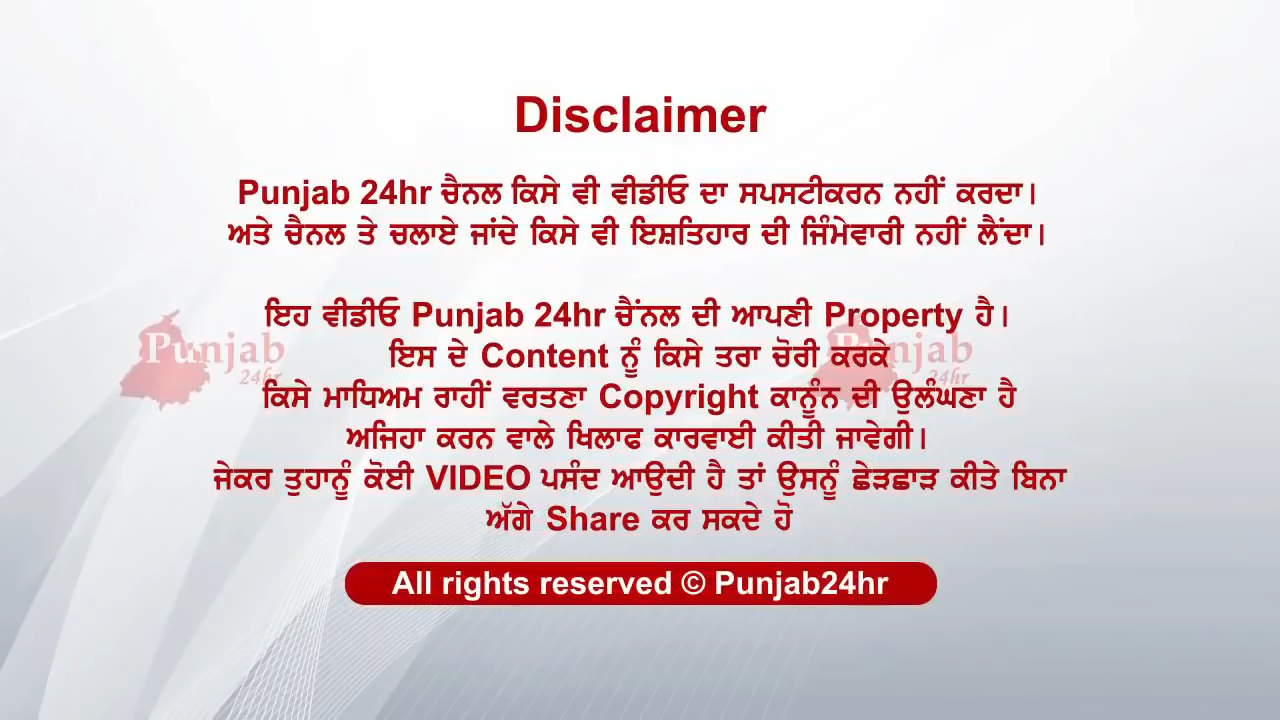 Disclaimer
Punjab 24hr ਚੈਨਲ ਕਿਸੇ ਵੀ ਵੀਡੀਓ ਦਾ ਸਪਸਟੀਕਰਨ ਨਹੀਂ ਕਰਦਾ।
ਅਤੇ ਚੈਨਲ ਤੇ ਚਲਾਏ ਜਾਂਦੇ ਕਿਸੇ ਵੀ ਇਸ਼ਤਿਹਾਰ ਦੀ ਜਿੰਮੇਵਾਰੀ ਨਹੀਂ ਲੈਂਦਾ।
ਇਹ ਵੀਡੀਓ Punjab 24hr ਚੈਂਨਲ ਦੀ ਆਪਣੀ Property ਹੈ।
Punjab
24hr
Punjab
24hr
ਇਸ ਦੇ Content ਨੂੰ ਕਿਸੇ ਤਰਾ ਚੋਰੀ ਕਰਕੇ
ਕਿਸੇ ਮਾਧਿਅਮ ਰਾਹੀਂ ਵਰਤਣਾ Copyright ਕਾਨੂੰਨ ਦੀ ਉਲੰਘਣਾ ਹੈ
ਅਜਿਹਾ ਕਰਨ ਵਾਲੇ ਖਿਲਾਫ ਕਾਰਵਾਈ ਕੀਤੀ ਜਾਵੇਗੀ।
ਜੇਕਰ ਤੁਹਾਨੂੰ ਕੋਈ VIDEO ਪਸੰਦ ਆਉਦੀ ਹੈ ਤਾਂ ਉਸਨੂੰ ਛੇੜਛਾੜ ਕੀਤੇ ਬਿਨਾ
ਅੱਗੇ Share ਕਰ ਸਕਦੇ ਹੋ
All rights reserved © Punjab24hr